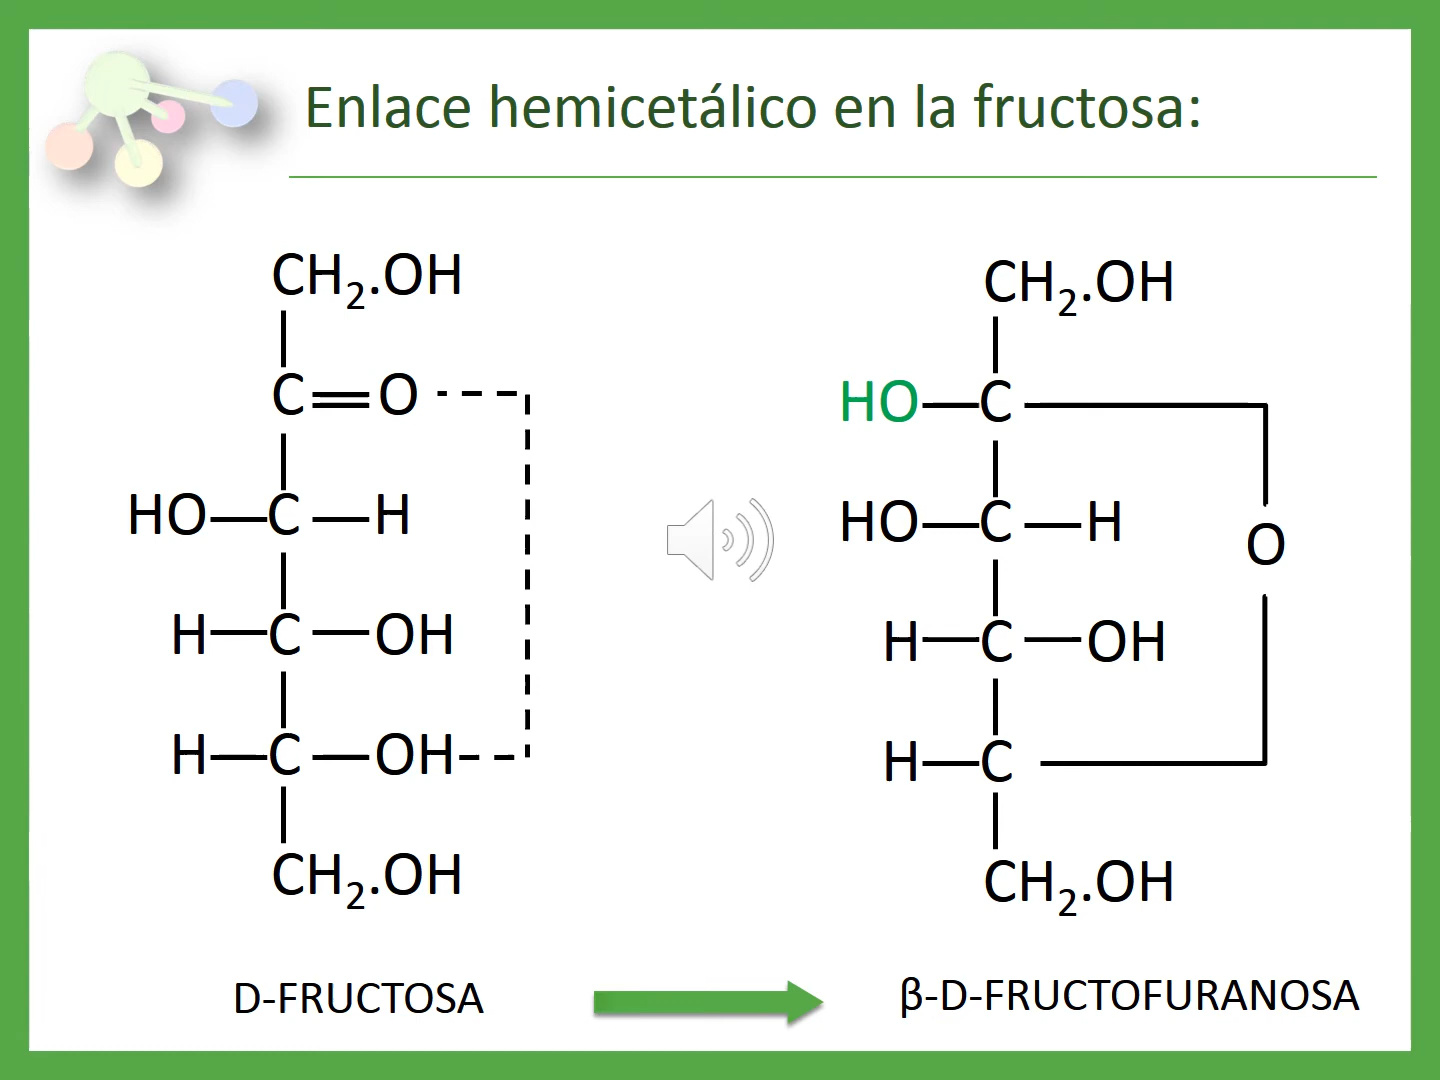 Enlace hemicetálico en la fructosa:
CH₂.OH
C=O
HO—C—H
H—C—OH
H—C—OH
CH₂.OH
D-FRUCTOSA
CH₂.OH
HO—C
HO—C—H
O
H—C—OH
H—C
CH₂.OH
β-D-FRUCTOFURANOSA